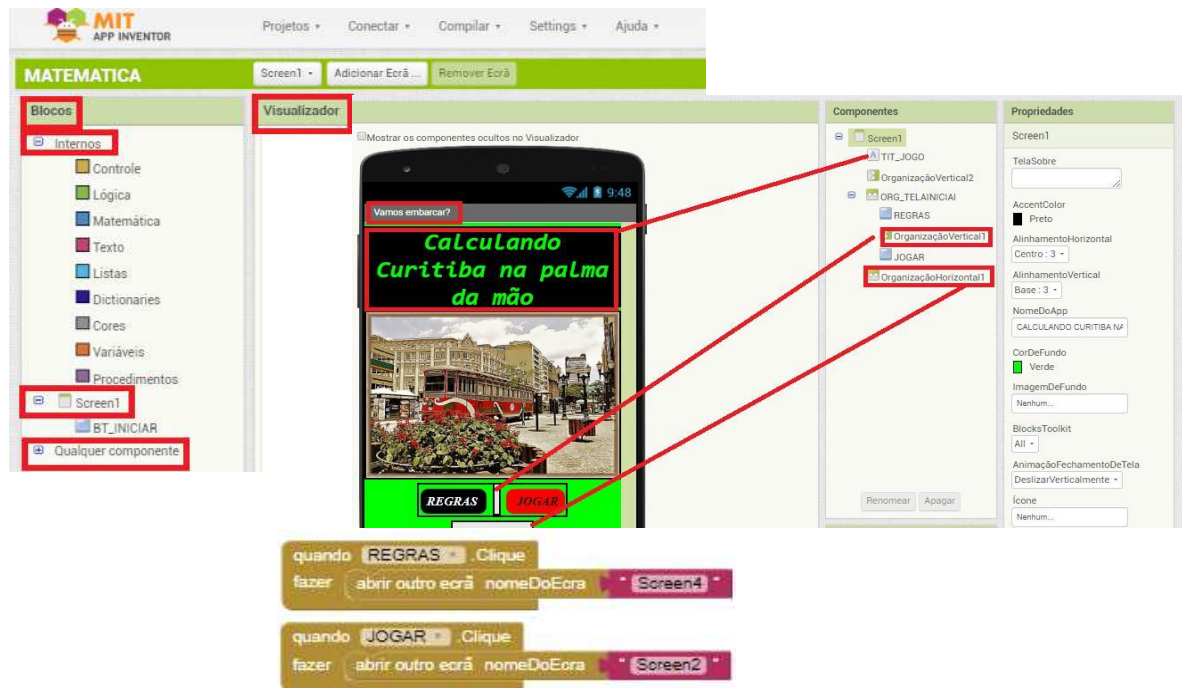 MIT
APP INVENTOR
Projetos
Conectar
Compilar
Settings
Ajuda
MATEMATICA
Screen1
Adicionar Ecrã ...
Remover Ecrã
Blocos
Internos
Controle
Lógica
Matemática
Texto
Listas
Dictionaries
Cores
Variáveis
Procedimentos
Screen1
BT_INICIAR
Qualquer componente
Visualizador
Mostrar os componentes ocultos no Visualizador
9:48
Vamos embarcar?
Calculando
Curitiba na palma
da mão
REGRAS
JOGAR
Componentes
Screen1
TIT_JOGO
OrganizaçãoVertical2
ORG_TELAINICIAl
REGRAS
OrganizaçãoVertical1
JOGAR
OrganizaçãoHorizontal1
Renomear
Apagar
Propriedades
Screen1
TelaSobre
AccentColor
Preto
AlinhamentoHorizontal
Centro : 3
AlinhamentoVertical
Base : 3
NomeDoApp
CALCULANDO CURITIBA NA
CorDeFundo
Verde
ImagemDeFundo
Nenhum...
BlocksToolkit
All
AnimaçãoFechamentoDeTela
DeslizarVerticalmente
Ícone
Nenhum...
quando REGRAS .Clique
fazer abrir outro ecrã nomeDoEcra " Screen4 "
quando JOGAR .Clique
fazer abrir outro ecrã nomeDoEcra " Screen2 "